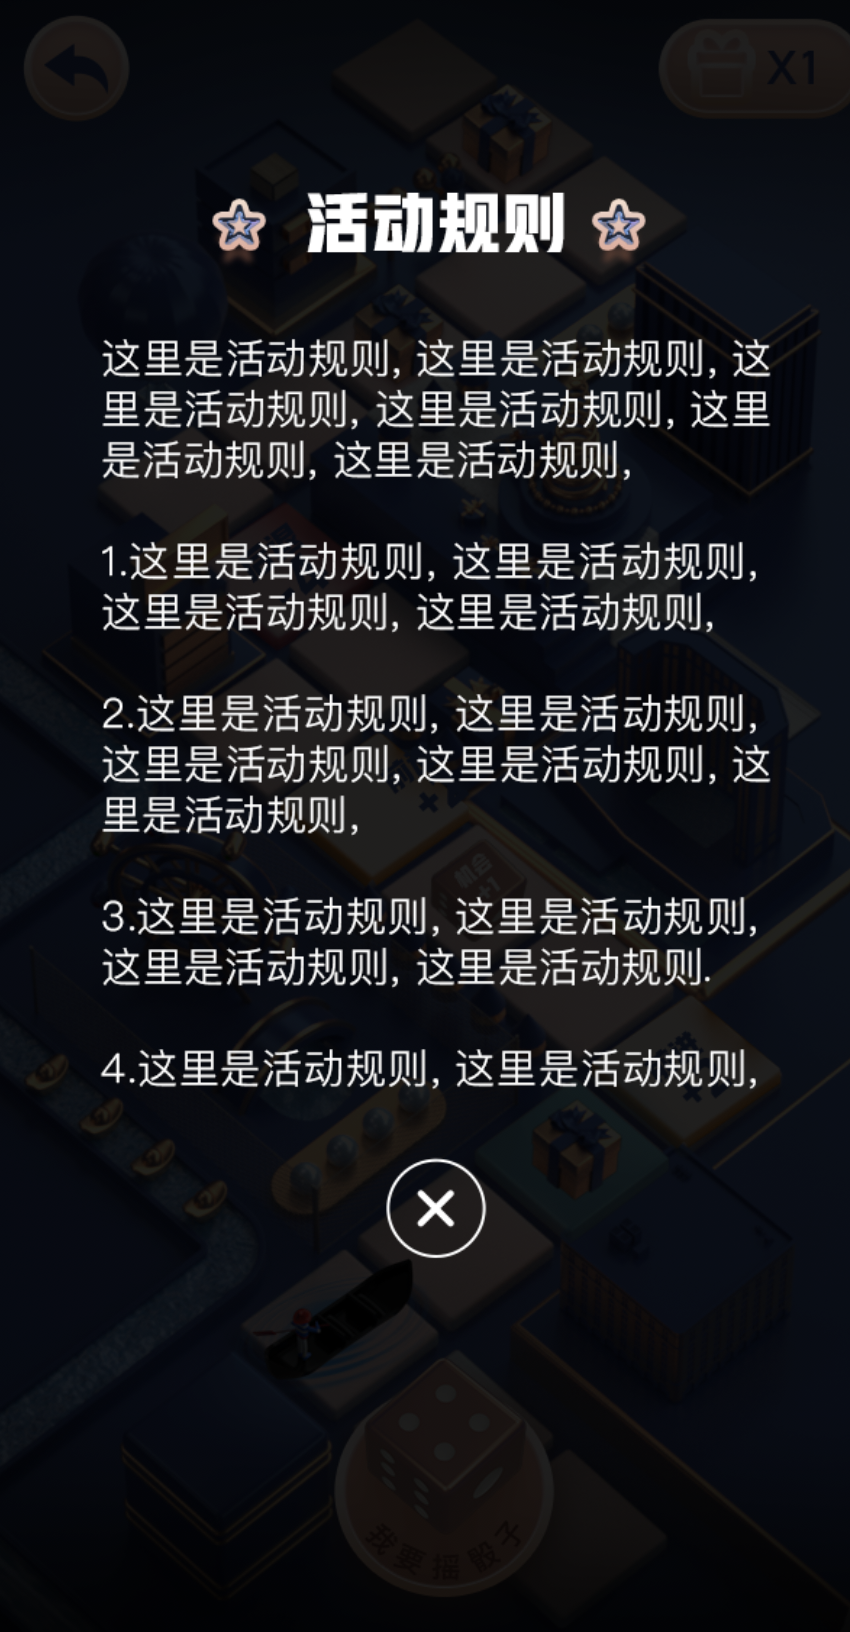 X1
活动规则
这里是活动规则, 这里是活动规则, 这
里是活动规则, 这里是活动规则, 这里
是活动规则, 这里是活动规则,
1.这里是活动规则, 这里是活动规则,
这里是活动规则, 这里是活动规则,
2.这里是活动规则, 这里是活动规则,
这里是活动规则, 这里是活动规则, 这
里是活动规则,
3.这里是活动规则, 这里是活动规则,
这里是活动规则, 这里是活动规则.
4.这里是活动规则, 这里是活动规则,
机会
+1
我要摇骰子